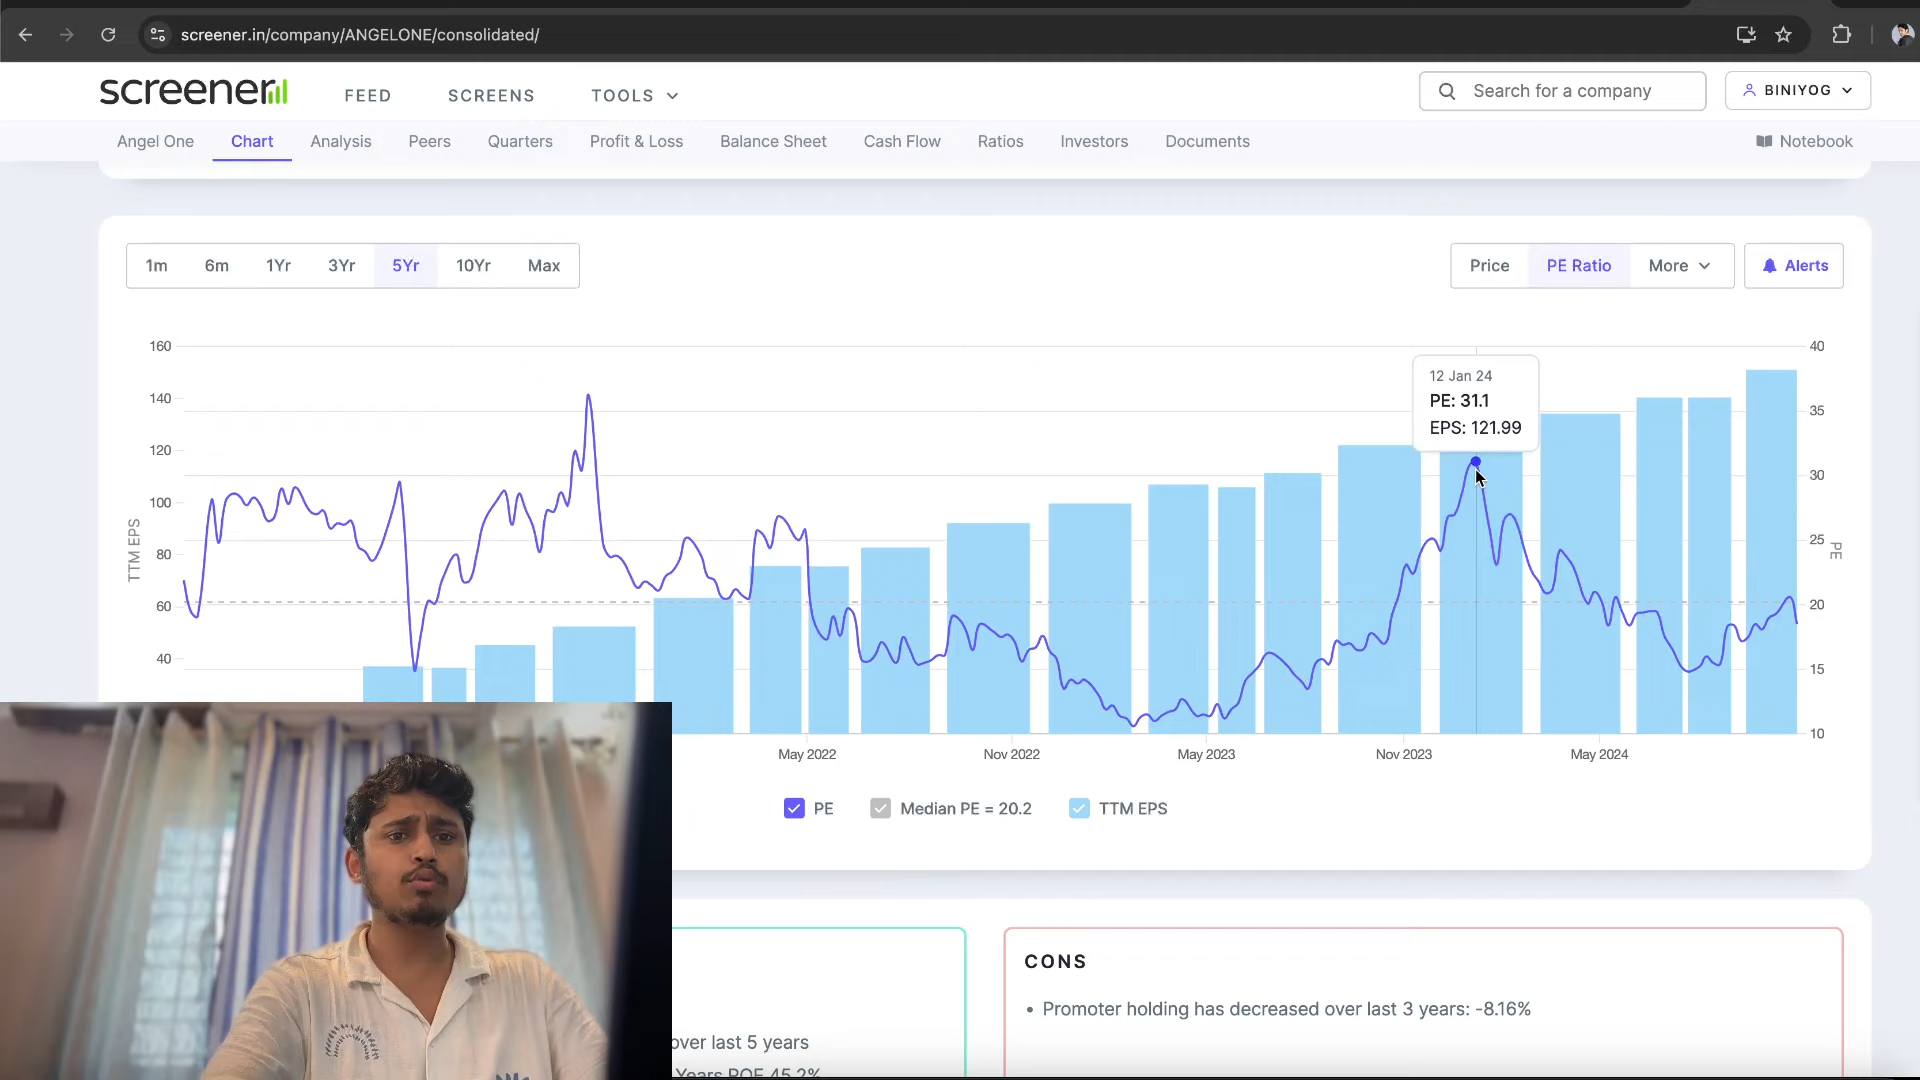 screener.in/company/ANGELONE/consolidated/
screener
FEED
SCREENS
TOOLS
Search for a company
BINIYOG
Angel One
Chart
Analysis
Peers
Quarters
Profit & Loss
Balance Sheet
Cash Flow
Ratios
Investors
Documents
Notebook
1m
6m
1Yr
3Yr
5Yr
10Yr
Max
Price
PE Ratio
More
Alerts
160
140
120
100
80
60
40
TTM EPS
12 Jan 24
PE: 31.1
EPS: 121.99
40
35
30
25
20
15
10
PE
May 2022
Nov 2022
May 2023
Nov 2023
May 2024
PE
Median PE = 20.2
TTM EPS
over last 5 years
Years ROE 45.2%
CONS
• Promoter holding has decreased over last 3 years: -8.16%